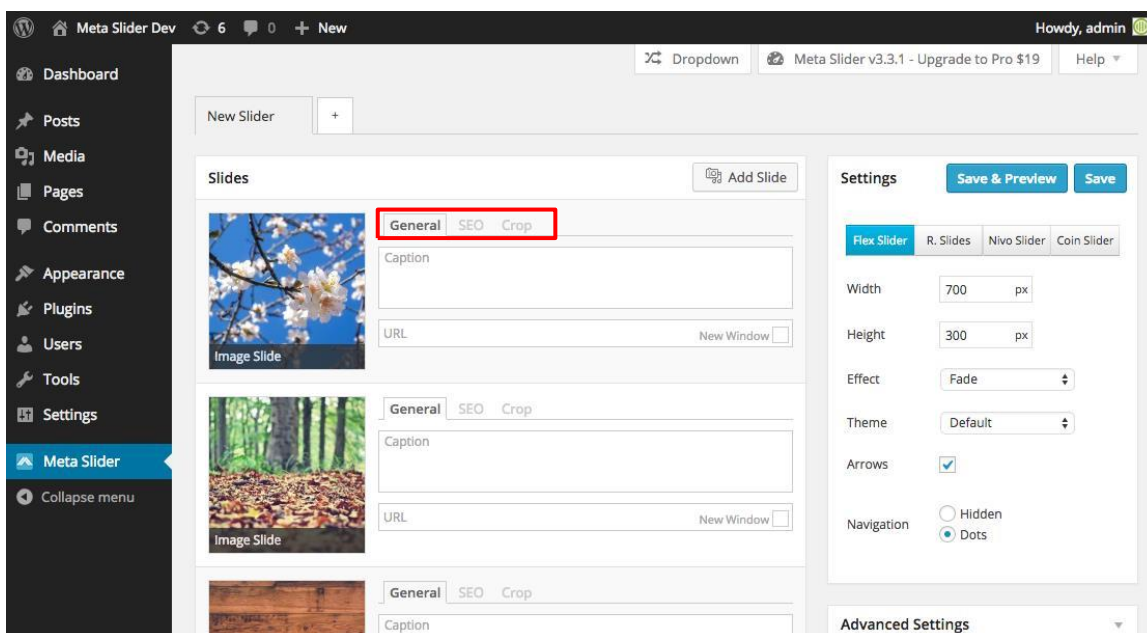 Meta Slider Dev 6 0 + New Howdy, admin
Dropdown Meta Slider v3.3.1 - Upgrade to Pro $19 Help
Dashboard
Posts
Media
Pages
Comments
Appearance
Plugins
Users
Tools
Settings
Meta Slider
Collapse menu
New Slider +
Slides Add Slide
General SEO Crop
Caption
URL New Window
Image Slide
General SEO Crop
Caption
URL New Window
Image Slide
General SEO Crop
Caption
Settings Save & Preview Save
Flex Slider R. Slides Nivo Slider Coin Slider
Width 700 px
Height 300 px
Effect Fade
Theme Default
Arrows
Navigation Hidden
Dots
Advanced Settings